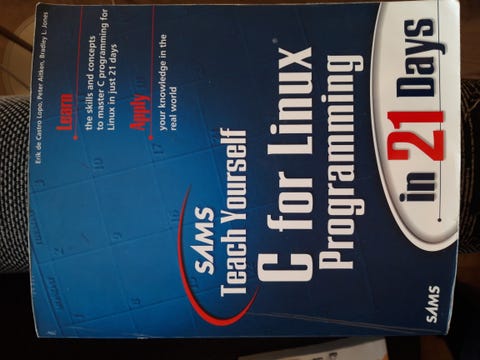 Erik de Castro Lopo, Peter Aitken, Bradley L. Jones
Learn
the skills and concepts
to master C programming for
Linux in just 21 days
Apply
your knowledge in the
real world
SAMS
Teach Yourself
C for Linux®
Programming
in 21 Days
SAMS